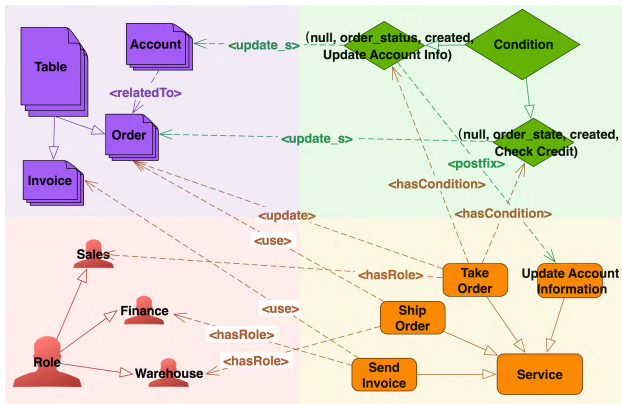 Table
Account
<update_s>
(null, order_status, created,
Update Account Info)
Condition
<relatedTo>
Order
<update_s>
(null, order_state, created,
Check Credit)
<postfix>
Invoice
<hasCondition>
<hasCondition>
<update>
<use>
Sales
<hasRole>
Take
Order
Update Account
Information
Finance
<use>
Ship
Order
<hasRole>
Role
<hasRole>
Warehouse
Send
Invoice
Service